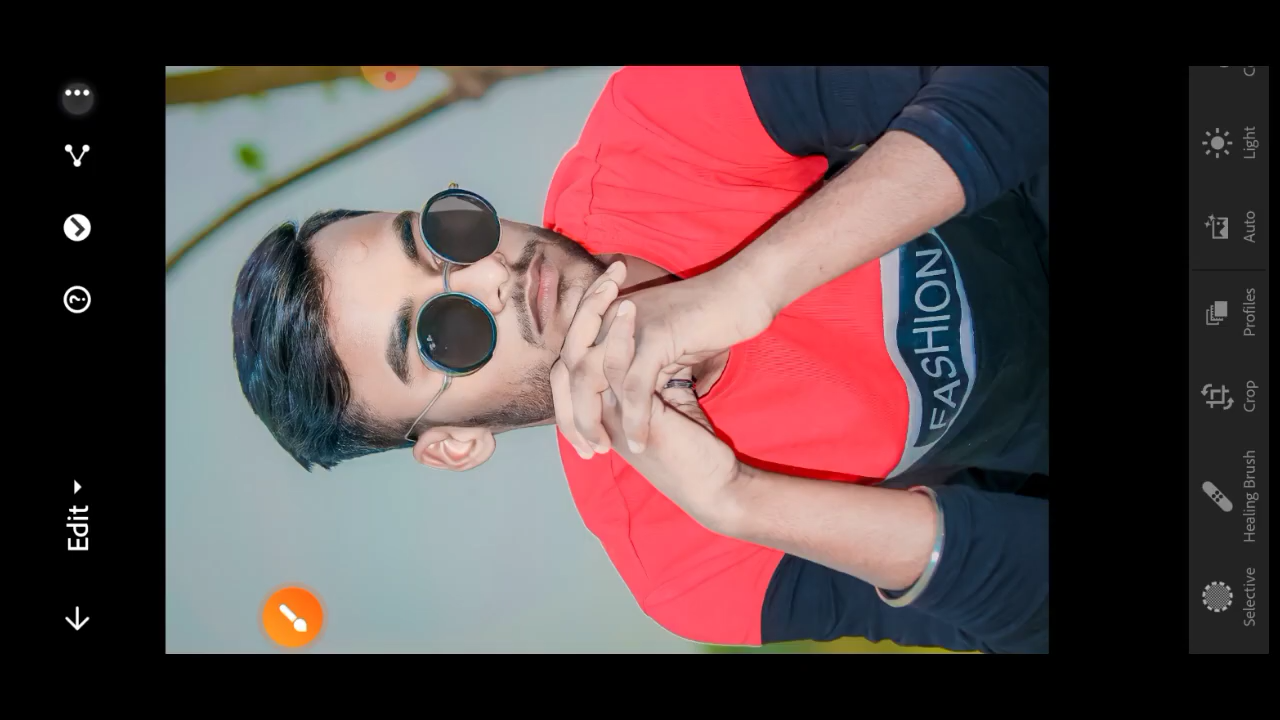 Edit
FASHION
Selective
Healing Brush
Crop
Profiles
Auto
Light